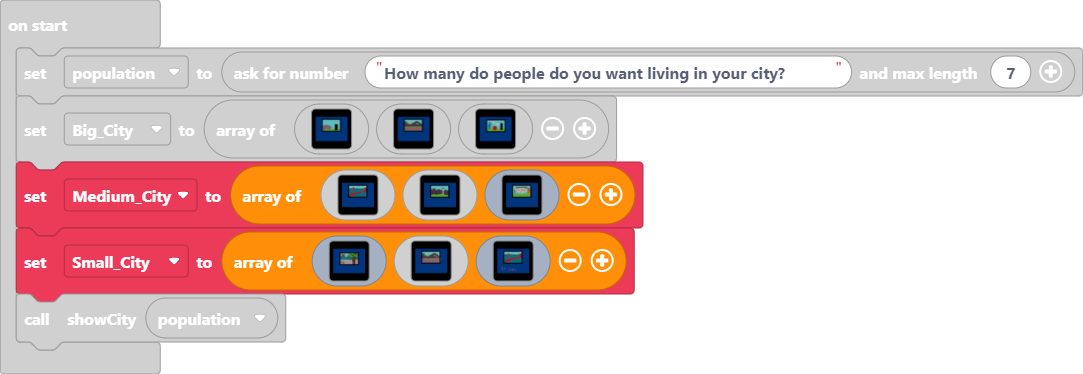 on start
set population to ask for number "How many do people do you want living in your city?" and max length 7
set Big_City to array of
set Medium_City to array of
set Small_City to array of
call showCity population